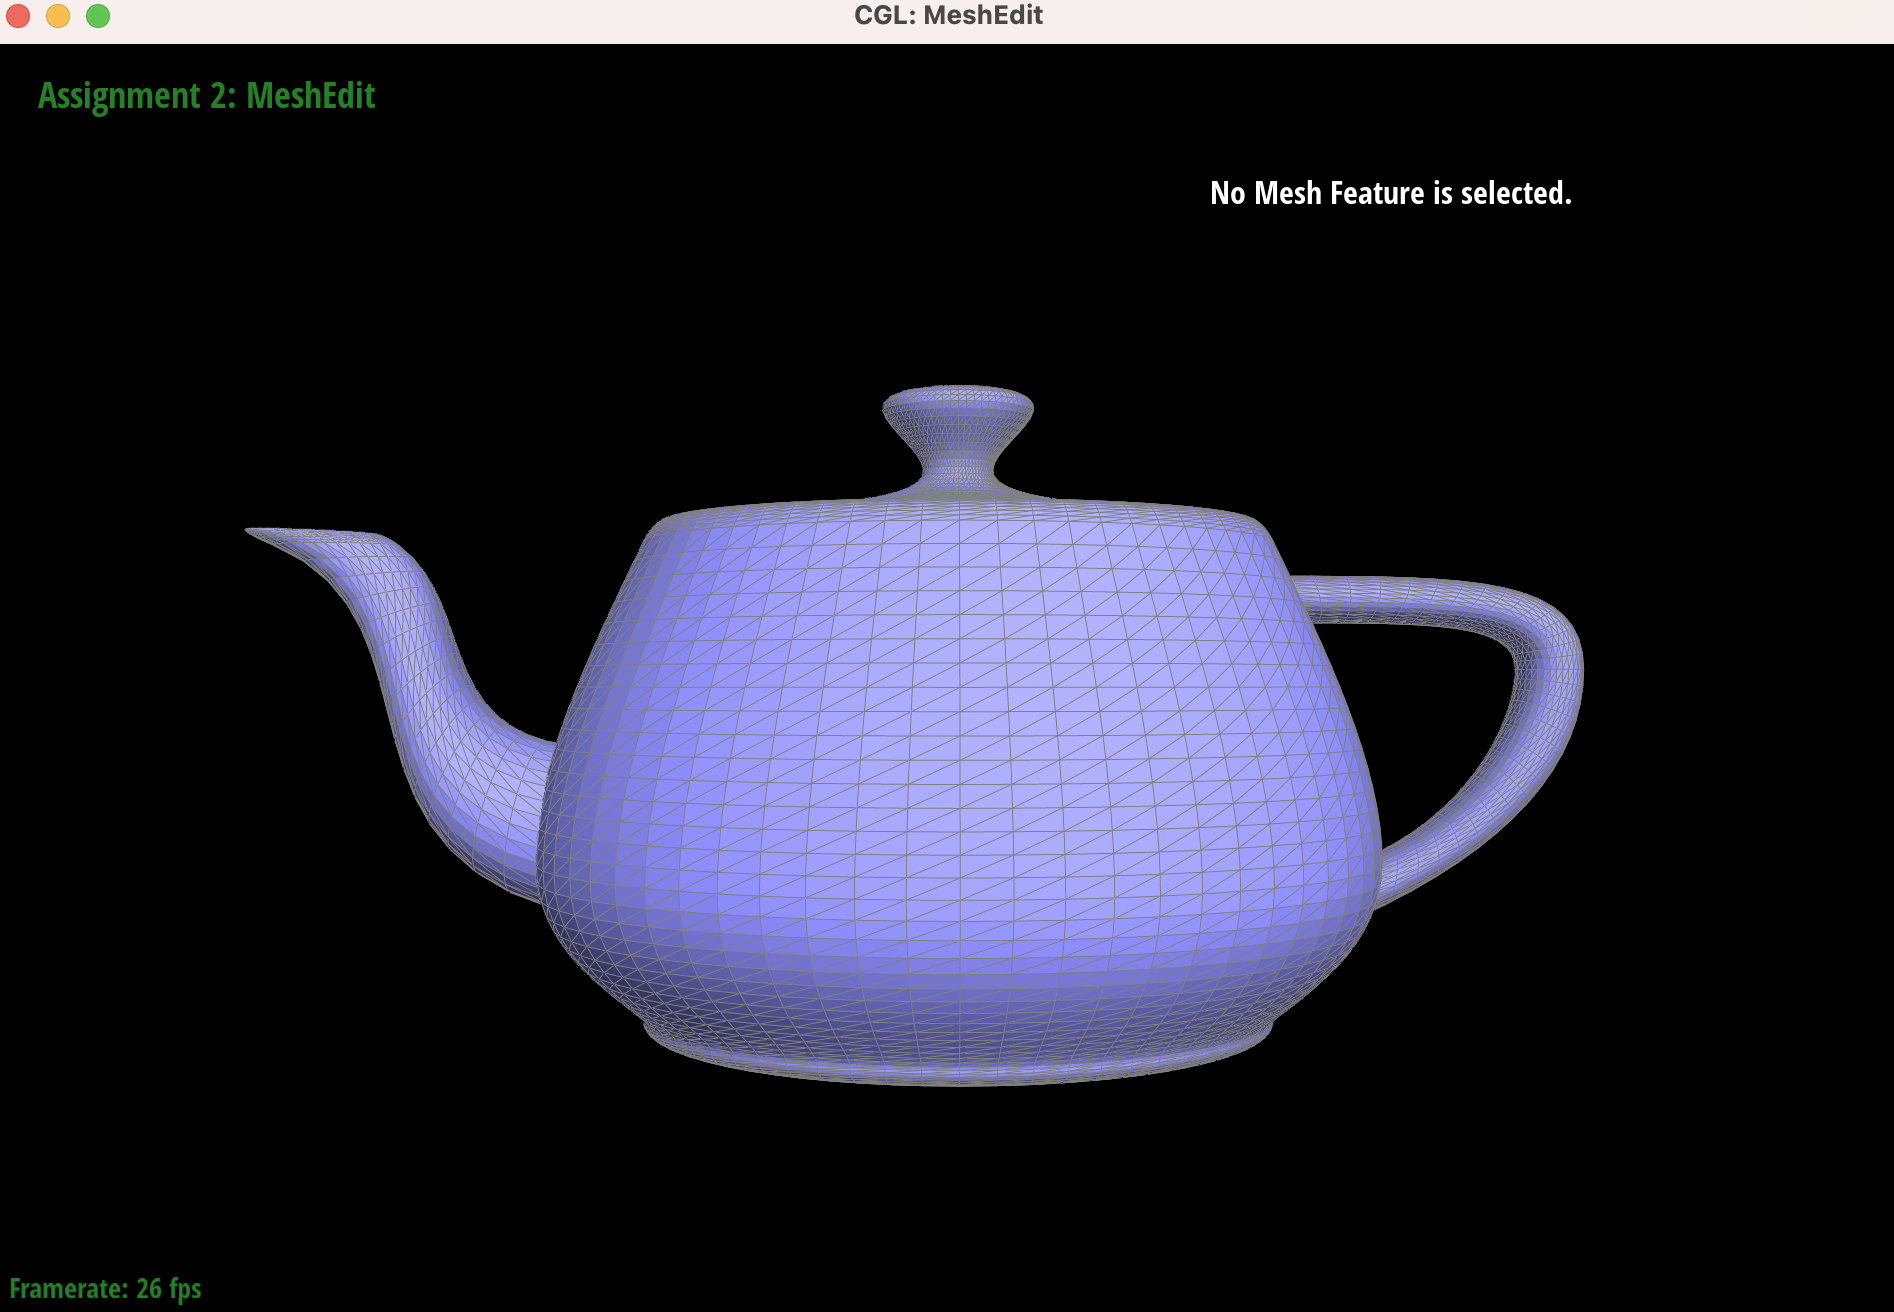 CGL: MeshEdit
Assignment 2: MeshEdit
No Mesh Feature is selected.
Framerate: 26 fps